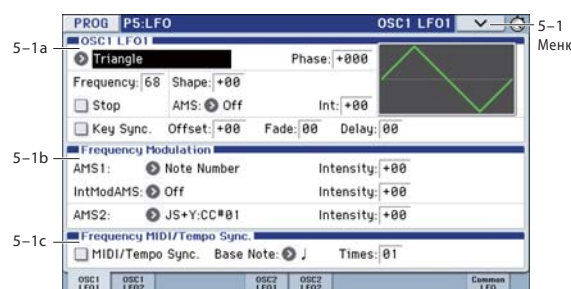 PROG P5:LFO OSC1 LFO1
5–1
Менк
5–1a
OSC1 LFO1
Triangle Phase: +000
Frequency: 68 Shape: +00
Stop AMS: Off Int: +00
Key Sync. Offset: +00 Fade: 00 Delay: 00
5–1b
Frequency Modulation
AMS1: Note Number Intensity: +00
IntModAMS: Off Intensity: +00
AMS2: JS+Y:CC#01 Intensity: +00
5–1c
Frequency MIDI/Tempo Sync.
MIDI/Tempo Sync. Base Note: ♩ Times: 01
OSC1 LFO1 OSC1 LFO2 OSC2 LFO1 OSC2 LFO2 Common LFO